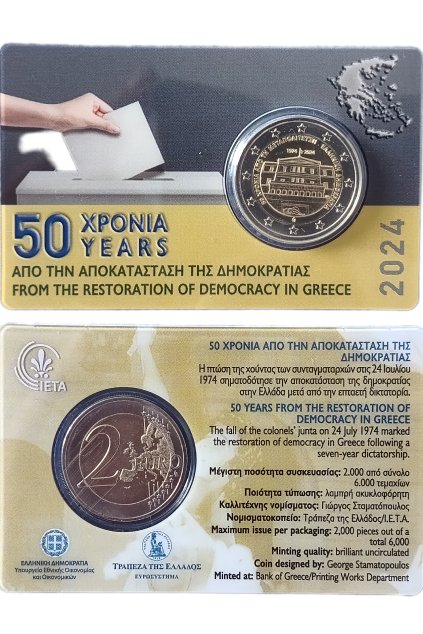 50 ΧΡΟΝΙΑ
YEARS
ΑΠΟ ΤΗΝ ΑΠΟΚΑΤΑΣΤΑΣΗ ΤΗΣ ΔΗΜΟΚΡΑΤΙΑΣ
FROM THE RESTORATION OF DEMOCRACY IN GREECE
2024
ΙΕΤΑ
2 EURO
50 ΧΡΟΝΙΑ ΑΠΟ ΤΗΝ ΑΠΟΚΑΤΑΣΤΑΣΗ ΤΗΣ
ΔΗΜΟΚΡΑΤΙΑΣ
Η πτώση της χούντας των συνταγματαρχών στις 24 Ιουλίου
1974 σηματοδότησε την αποκατάσταση της δημοκρατίας
στην Ελλάδα μετά από την επταετή δικτατορία.
50 YEARS FROM THE RESTORATION OF
DEMOCRACY IN GREECE
The fall of the colonels' junta on 24 July 1974 marked
the restoration of democracy in Greece following a
seven-year dictatorship.
Μέγιστη ποσότητα συσκευασίας: 2.000 από σύνολο
6.000 τεμαχίων
Ποιότητα τύπωσης: λαμπρή ακυκλοφόρητη
Καλλιτέχνης νομίσματος: Γιώργος Σταματόπουλος
Νομισματοκοπείο: Τράπεζα της Ελλάδος/Ι.Ε.Τ.Α.
Maximum issue per packaging: 2,000 pieces out of a
total 6,000
Minting quality: brilliant uncirculated
Coin designed by: George Stamatopoulos
Minted at: Bank of Greece/Printing Works Department
ΕΛΛΗΝΙΚΗ ΔΗΜΟΚΡΑΤΙΑ
Υπουργείο Εθνικής Οικονομίας
και Οικονομικών
ΤΡΑΠΕΖΑ ΤΗΣ ΕΛΛΑΔΟΣ
ΕΥΡΩΣΥΣΤΗΜΑ